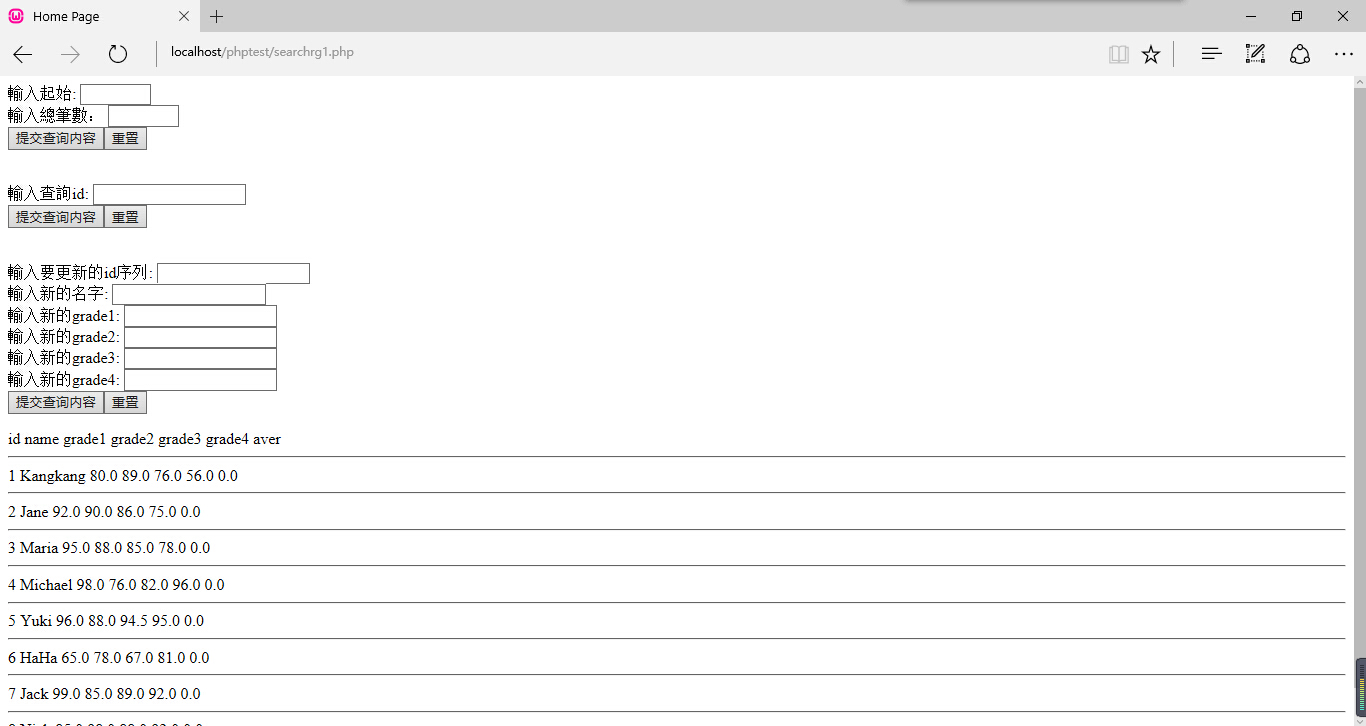 Home Page
localhost/phptest/searchrg1.php
輸入起始:
輸入總筆數:
提交查询内容 重置
輸入查詢id:
提交查询内容 重置
輸入要更新的id序列:
輸入新的名字:
輸入新的grade1:
輸入新的grade2:
輸入新的grade3:
輸入新的grade4:
提交查询内容 重置
id name grade1 grade2 grade3 grade4 aver
1 Kangkang 80.0 89.0 76.0 56.0 0.0
2 Jane 92.0 90.0 86.0 75.0 0.0
3 Maria 95.0 88.0 85.0 78.0 0.0
4 Michael 98.0 76.0 82.0 96.0 0.0
5 Yuki 96.0 88.0 94.5 95.0 0.0
6 HaHa 65.0 78.0 67.0 81.0 0.0
7 Jack 99.0 85.0 89.0 92.0 0.0